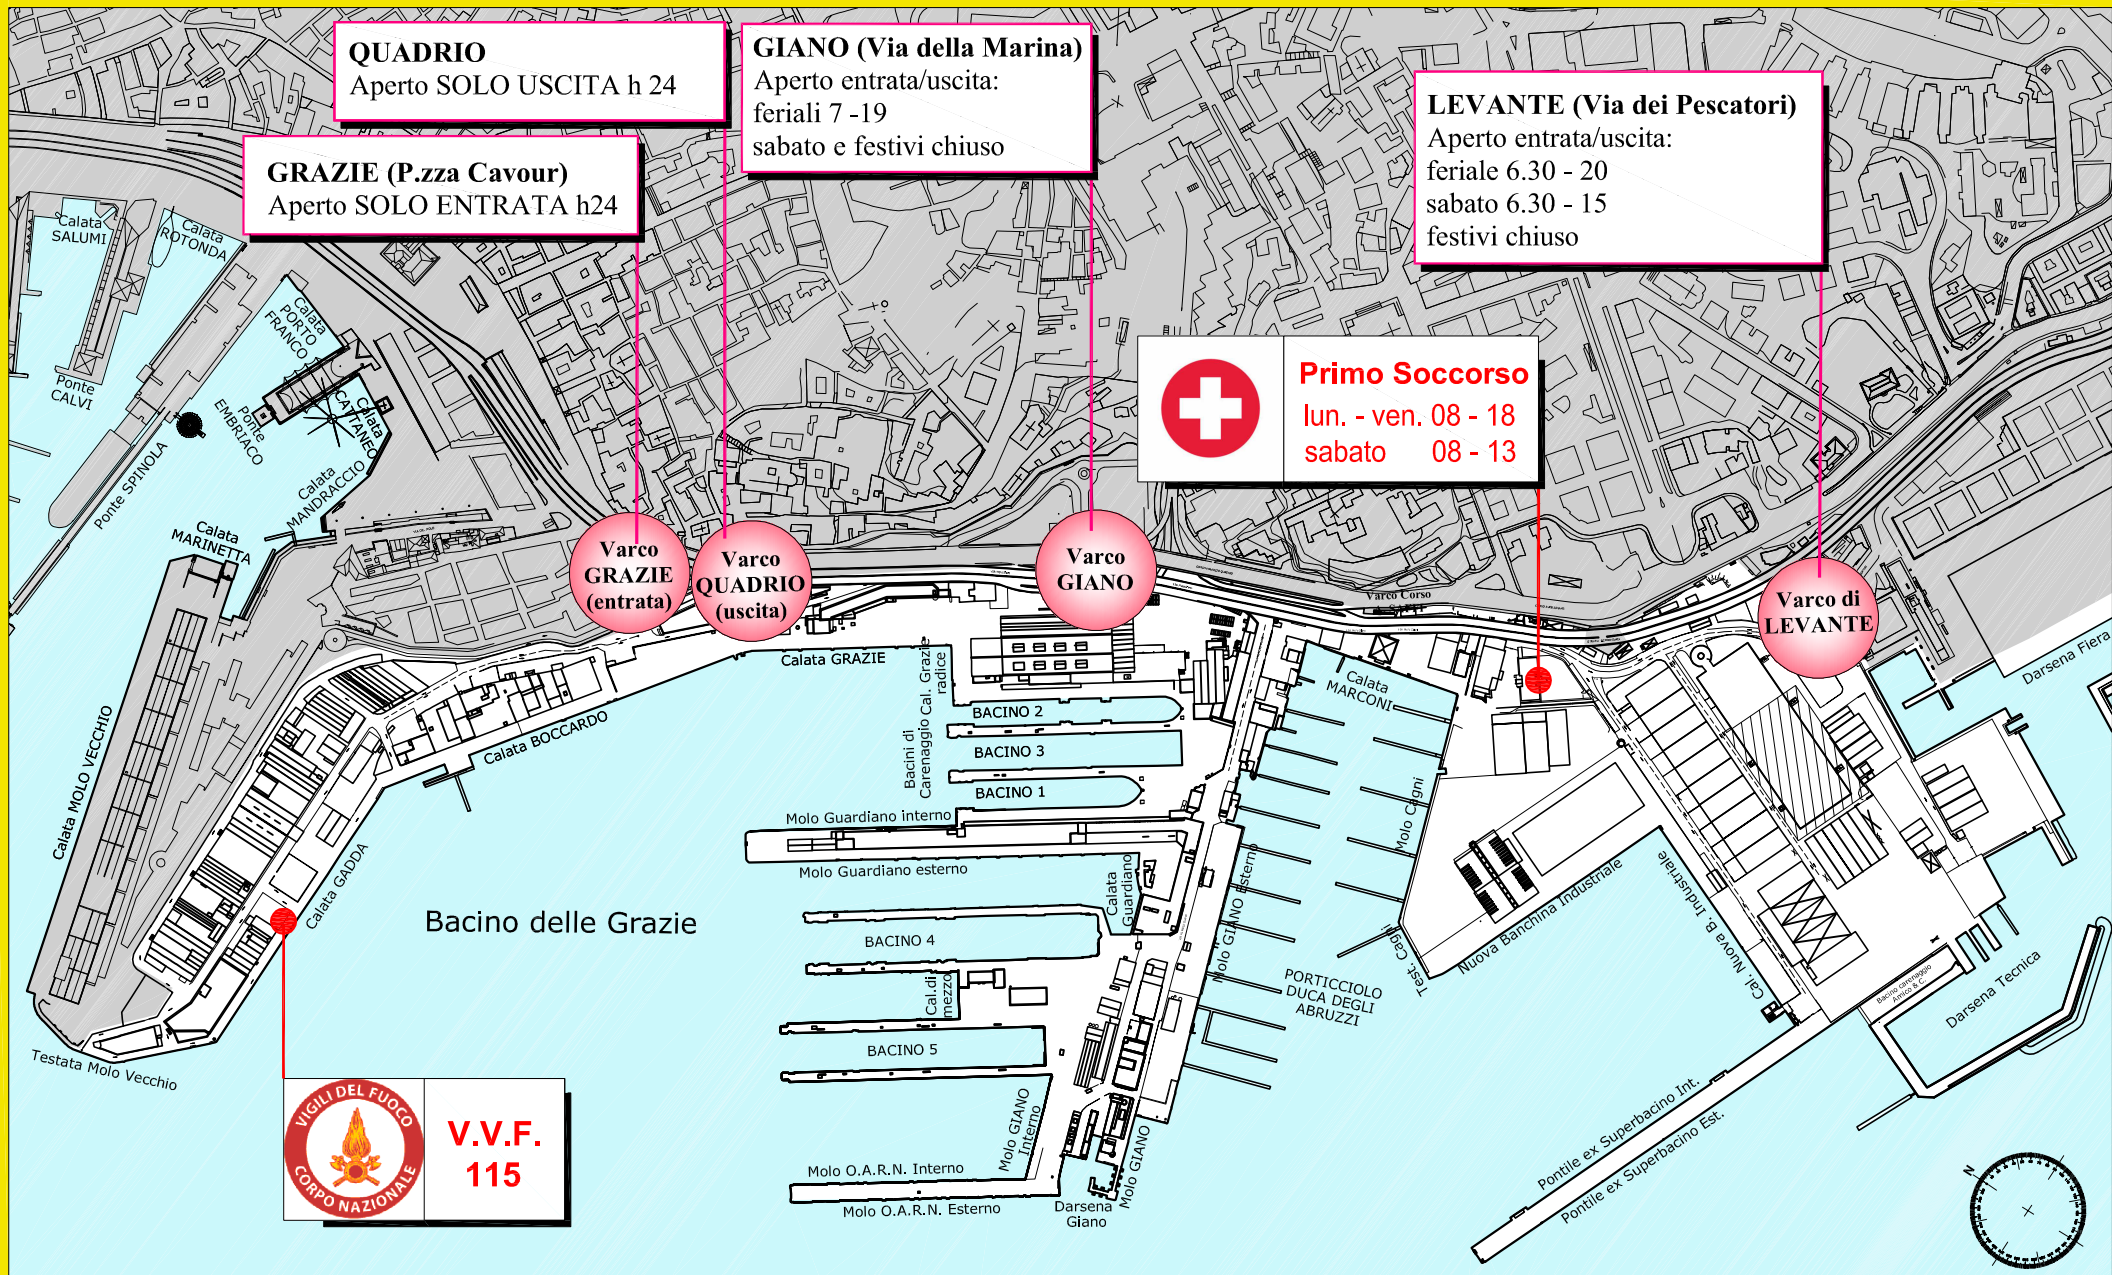 QUADRIO
Aperto SOLO USCITA h 24
GIANO (Via della Marina)
Aperto entrata/uscita:
feriali 7 -19
sabato e festivi chiuso
LEVANTE (Via dei Pescatori)
Aperto entrata/uscita:
feriale 6.30 - 20
sabato 6.30 - 15
festivi chiuso
GRAZIE (P.zza Cavour)
Aperto SOLO ENTRATA h24
Primo Soccorso
lun. - ven. 08 - 18
sabato 08 - 13
Calata
SALUMI
Calata
ROTONDA
Calata
PORTO
FRANCO
Ponte
CALVI
Ponte
EMBRIACO
Calata
CATTANEO
Ponte SPINOLA
Calata
MANDRACCIO
Calata
MARINETTA
Varco
GRAZIE
(entrata)
Varco
QUADRIO
(uscita)
Varco
GIANO
Varco Corso
Varco di
LEVANTE
Darsena Fiera
Calata GRAZIE
Cal. Grazie
radice
Calata
MARCONI
Calata MOLO VECCHIO
Calata BOCCARDO
Bacini di
Carenaggio
BACINO 2
BACINO 3
BACINO 1
Molo Guardiano interno
Molo Guardiano esterno
Calata
Guardiano
Molo GIANO Esterno
Molo Cagni
Test. Cagni
Nuova Banchina Industriale
Cal. Nuova B. Industriale
Calata GADDA
Bacino delle Grazie
BACINO 4
Cal.di
mezzo
BACINO 5
PORTICCIOLO
DUCA DEGLI
ABRUZZI
Bacino carenaggio
Amico & C.
Darsena Tecnica
Testata Molo Vecchio
VIGILI DEL FUOCO
CORPO NAZIONALE
V.V.F.
115
Molo GIANO
Interno
Molo GIANO
Molo O.A.R.N. Interno
Molo O.A.R.N. Esterno
Darsena
Giano
Pontile ex Superbacino Int.
Pontile ex Superbacino Est.
N